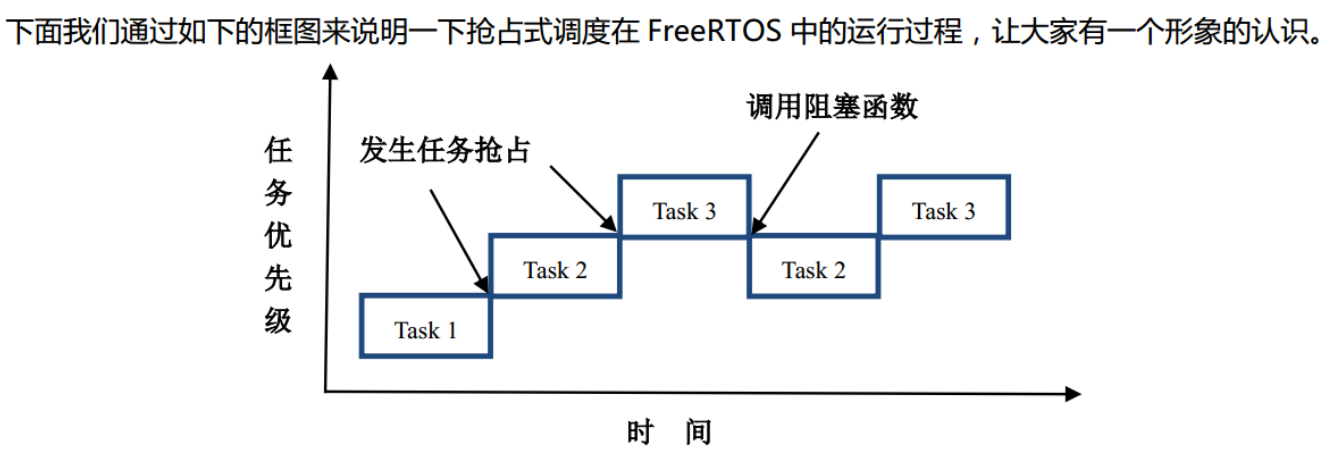 下面我们通过如下的框图来说明一下抢占式调度在 FreeRTOS 中的运行过程，让大家有一个形象的认识。
调用阻塞函数
发生任务抢占
任务优先级
Task 3
Task 3
Task 2
Task 2
Task 1
时 间